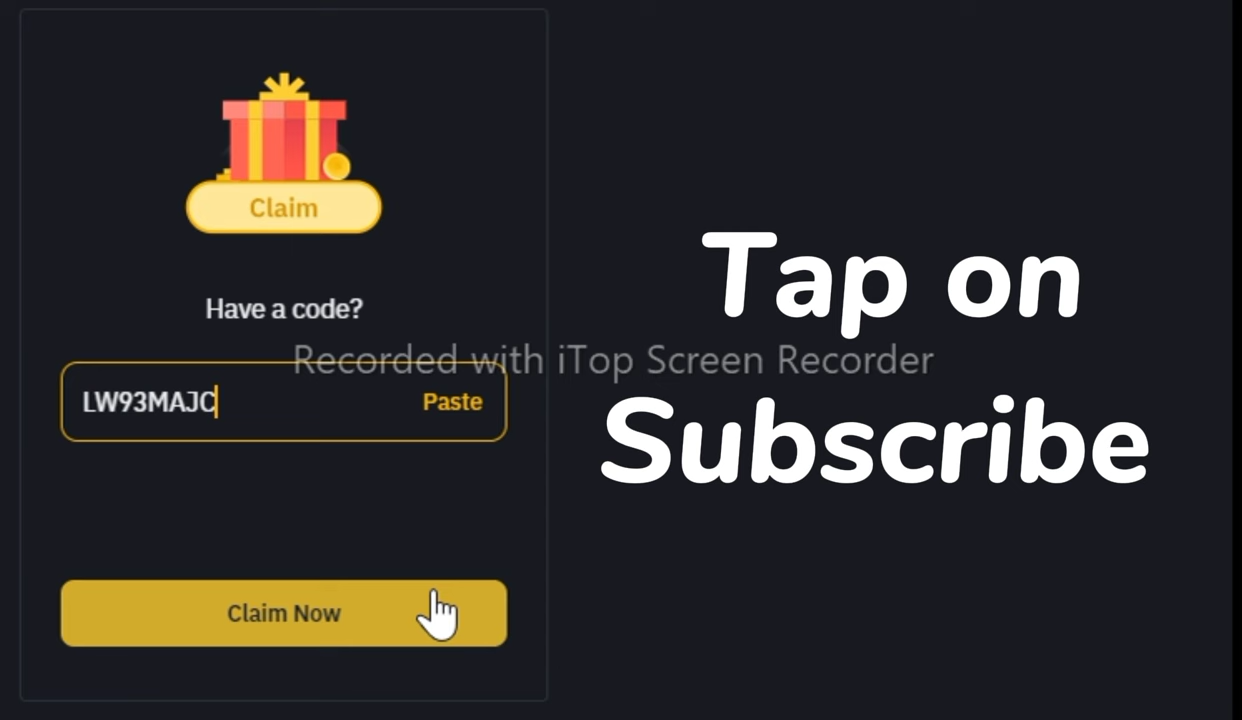 Claim
Have a code?
LW93MAJC
Paste
Claim Now
Tap on
Subscribe
Recorded with iTop Screen Recorder